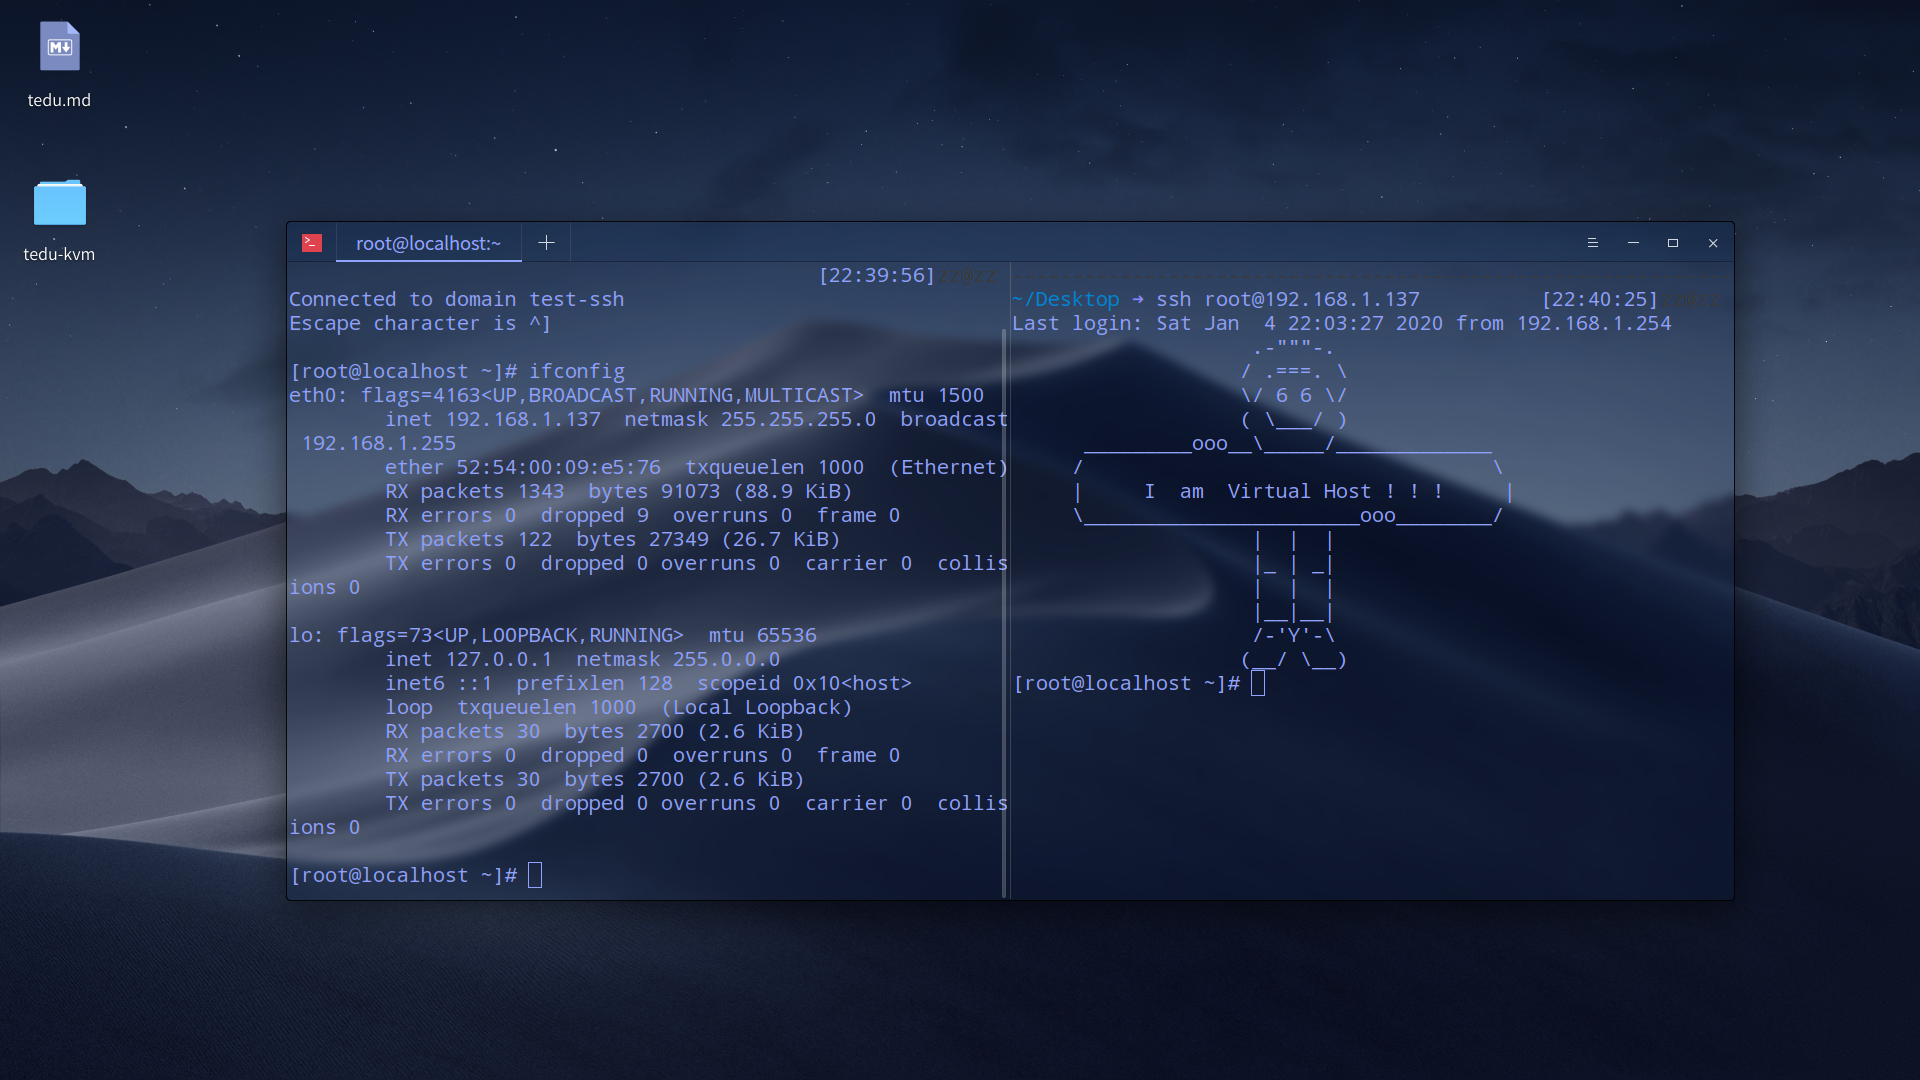 tedu.md
tedu-kvm
root@localhost:~
[22:39:56]
Connected to domain test-ssh
Escape character is ^]
[root@localhost ~]# ifconfig
eth0: flags=4163<UP,BROADCAST,RUNNING,MULTICAST>  mtu 1500
        inet 192.168.1.137  netmask 255.255.255.0  broadcast
 192.168.1.255
        ether 52:54:00:09:e5:76  txqueuelen 1000  (Ethernet)
        RX packets 1343  bytes 91073 (88.9 KiB)
        RX errors 0  dropped 9  overruns 0  frame 0
        TX packets 122  bytes 27349 (26.7 KiB)
        TX errors 0  dropped 0 overruns 0  carrier 0  collis
ions 0
lo: flags=73<UP,LOOPBACK,RUNNING>  mtu 65536
        inet 127.0.0.1  netmask 255.0.0.0
        inet6 ::1  prefixlen 128  scopeid 0x10<host>
        loop  txqueuelen 1000  (Local Loopback)
        RX packets 30  bytes 2700 (2.6 KiB)
        RX errors 0  dropped 0  overruns 0  frame 0
        TX packets 30  bytes 2700 (2.6 KiB)
        TX errors 0  dropped 0 overruns 0  carrier 0  collis
ions 0
[root@localhost ~]#
~/Desktop → ssh root@192.168.1.137 [22:40:25]
Last login: Sat Jan  4 22:03:27 2020 from 192.168.1.254
                    .-"""-.
                   / .===. \
                   \/ 6 6 \/
                   ( \___/ )
      _________ooo__\_____/_____________
     /                                  \
     |     I  am  Virtual Host ! ! !     |
     \_______________________ooo________/
                    |  |  |
                    |_ | _|
                    |  |  |
                    |__|__|
                    /-'Y'-\
                   (__/ \__)
[root@localhost ~]#